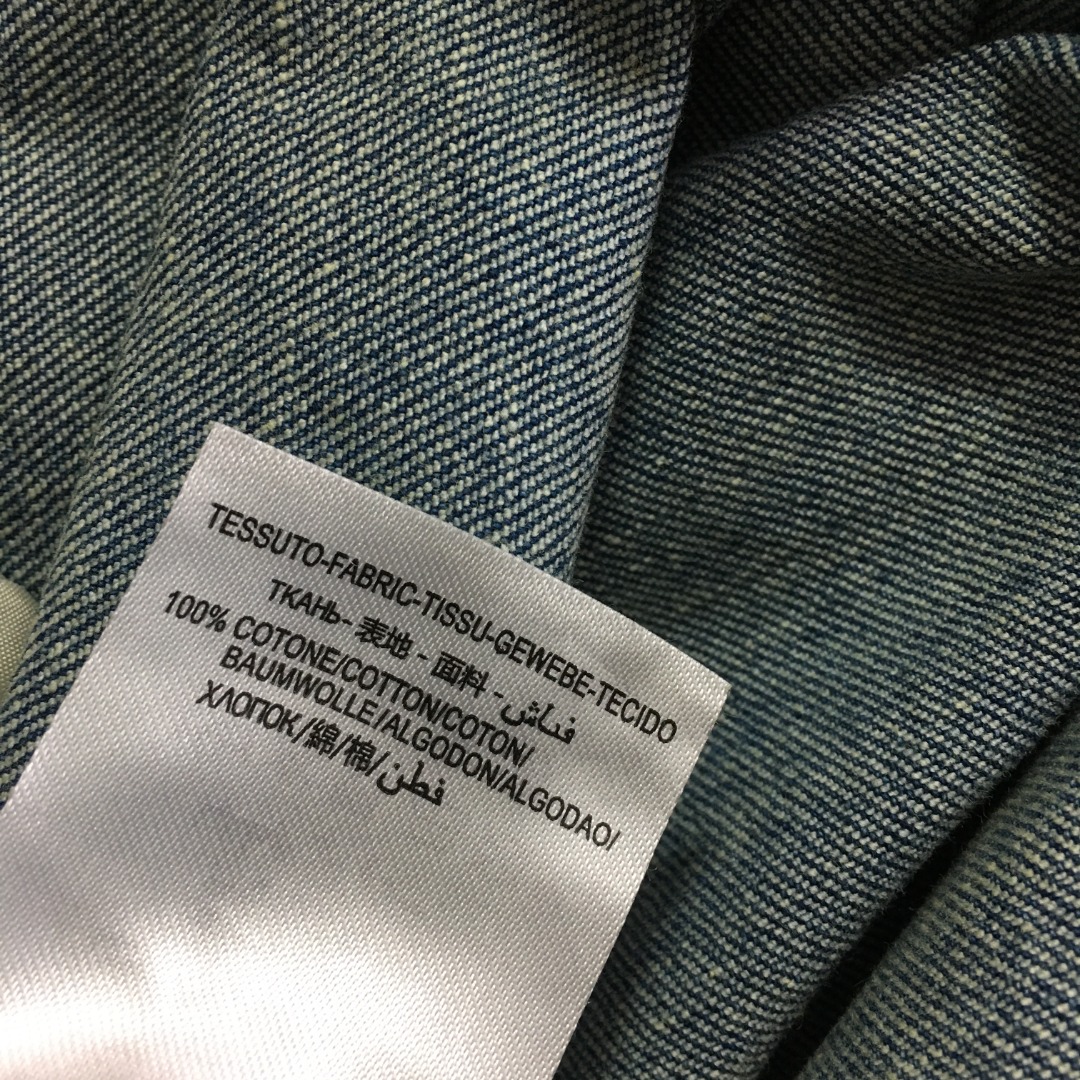 TESSUTO-FABRIC-TISSU-GEWEBE-TECIDO
ТКАНЬ- 表地 - 面料 - قماش
100% COTONE/COTTON/COTON/
BAUMWOLLE/ALGODON/ALGODAO/
ХЛОПОК/綿/棉/قطن